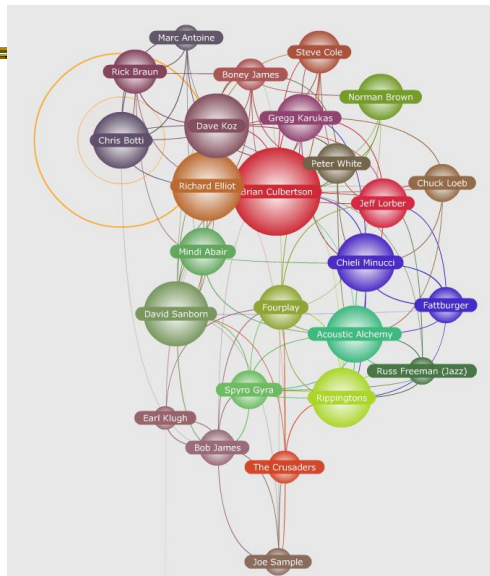 Marc Antoine
Steve Cole
Rick Braun
Boney James
Norman Brown
Dave Koz
Gregg Karukas
Chris Botti
Peter White
Richard Elliot
Brian Culbertson
Chuck Loeb
Jeff Lorber
Mindi Abair
Chieli Minucci
David Sanborn
Fourplay
Fattburger
Acoustic Alchemy
Russ Freeman (Jazz)
Spyro Gyra
Rippingtons
Earl Klugh
Bob James
The Crusaders
Joe Sample